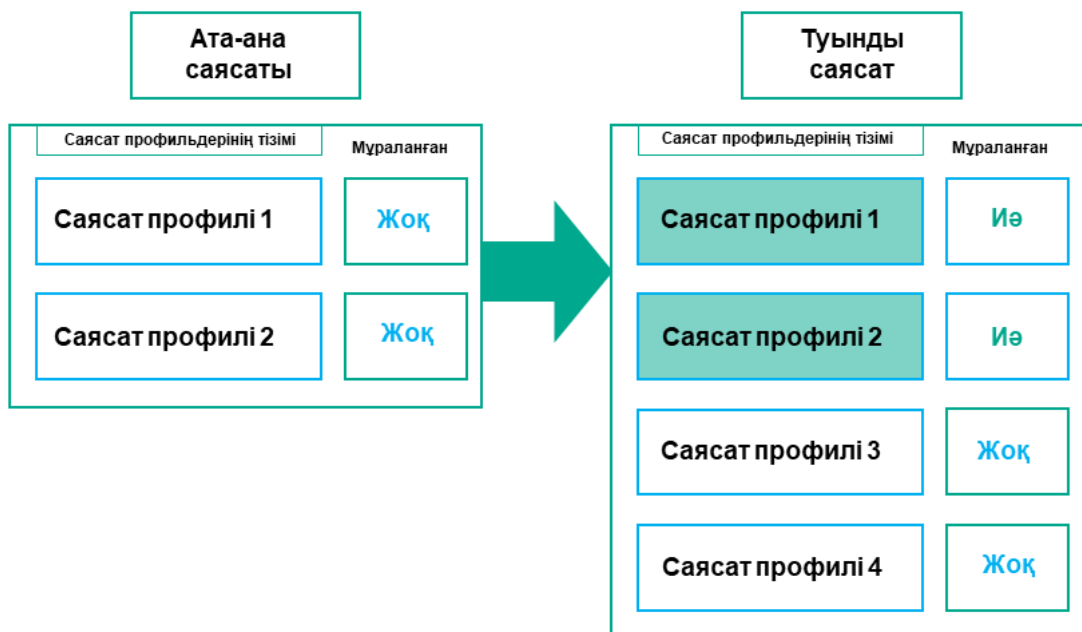 Ата-ана
саясаты
Саясат профильдерінің тізімі
Мұраланған
Саясат профилі 1
Жоқ
Саясат профилі 2
Жоқ
Туынды
саясат
Саясат профильдерінің тізімі
Мұраланған
Саясат профилі 1
Иә
Саясат профилі 2
Иә
Саясат профилі 3
Жоқ
Саясат профилі 4
Жоқ